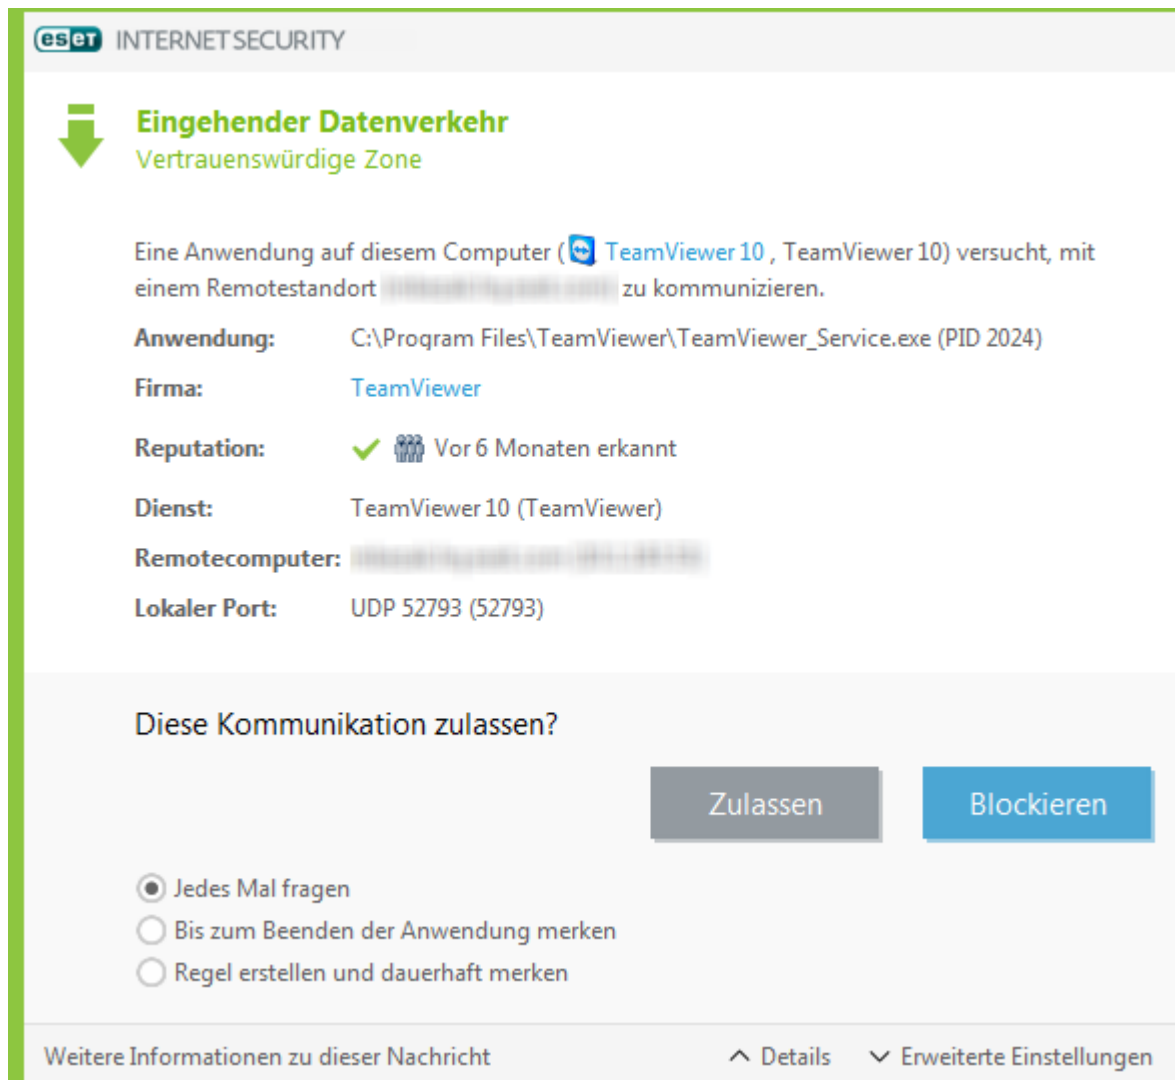 eset INTERNET SECURITY
Eingehender Datenverkehr
Vertrauenswürdige Zone
Eine Anwendung auf diesem Computer ( TeamViewer 10 , TeamViewer 10) versucht, mit
einem Remotestandort zu kommunizieren.
Anwendung: C:\Program Files\TeamViewer\TeamViewer_Service.exe (PID 2024)
Firma: TeamViewer
Reputation: Vor 6 Monaten erkannt
Dienst: TeamViewer 10 (TeamViewer)
Remotecomputer:
Lokaler Port: UDP 52793 (52793)
Diese Kommunikation zulassen?
Zulassen Blockieren
Jedes Mal fragen
Bis zum Beenden der Anwendung merken
Regel erstellen und dauerhaft merken
Weitere Informationen zu dieser Nachricht Details Erweiterte Einstellungen